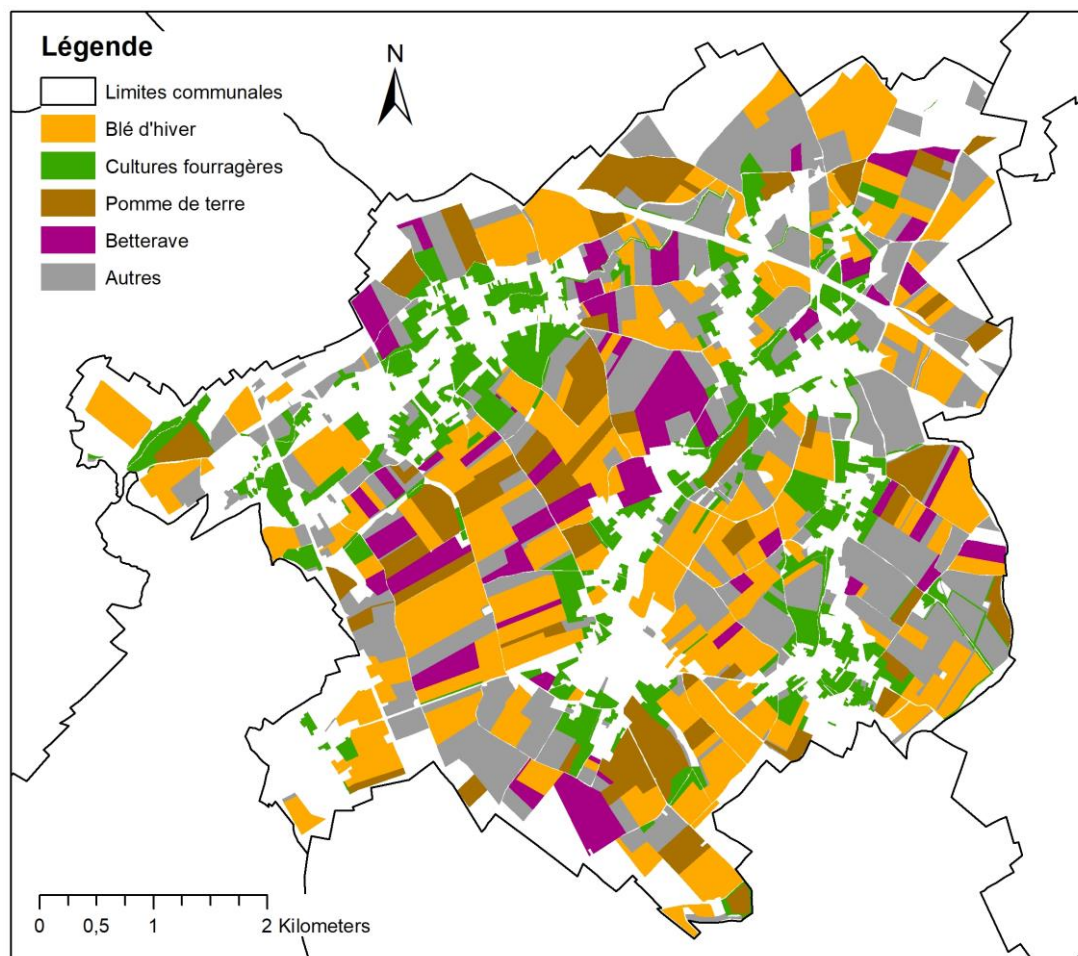 Légende
N
Limites communales
Blé d'hiver
Cultures fourragères
Pomme de terre
Betterave
Autres
0 0,5 1 2 Kilometers